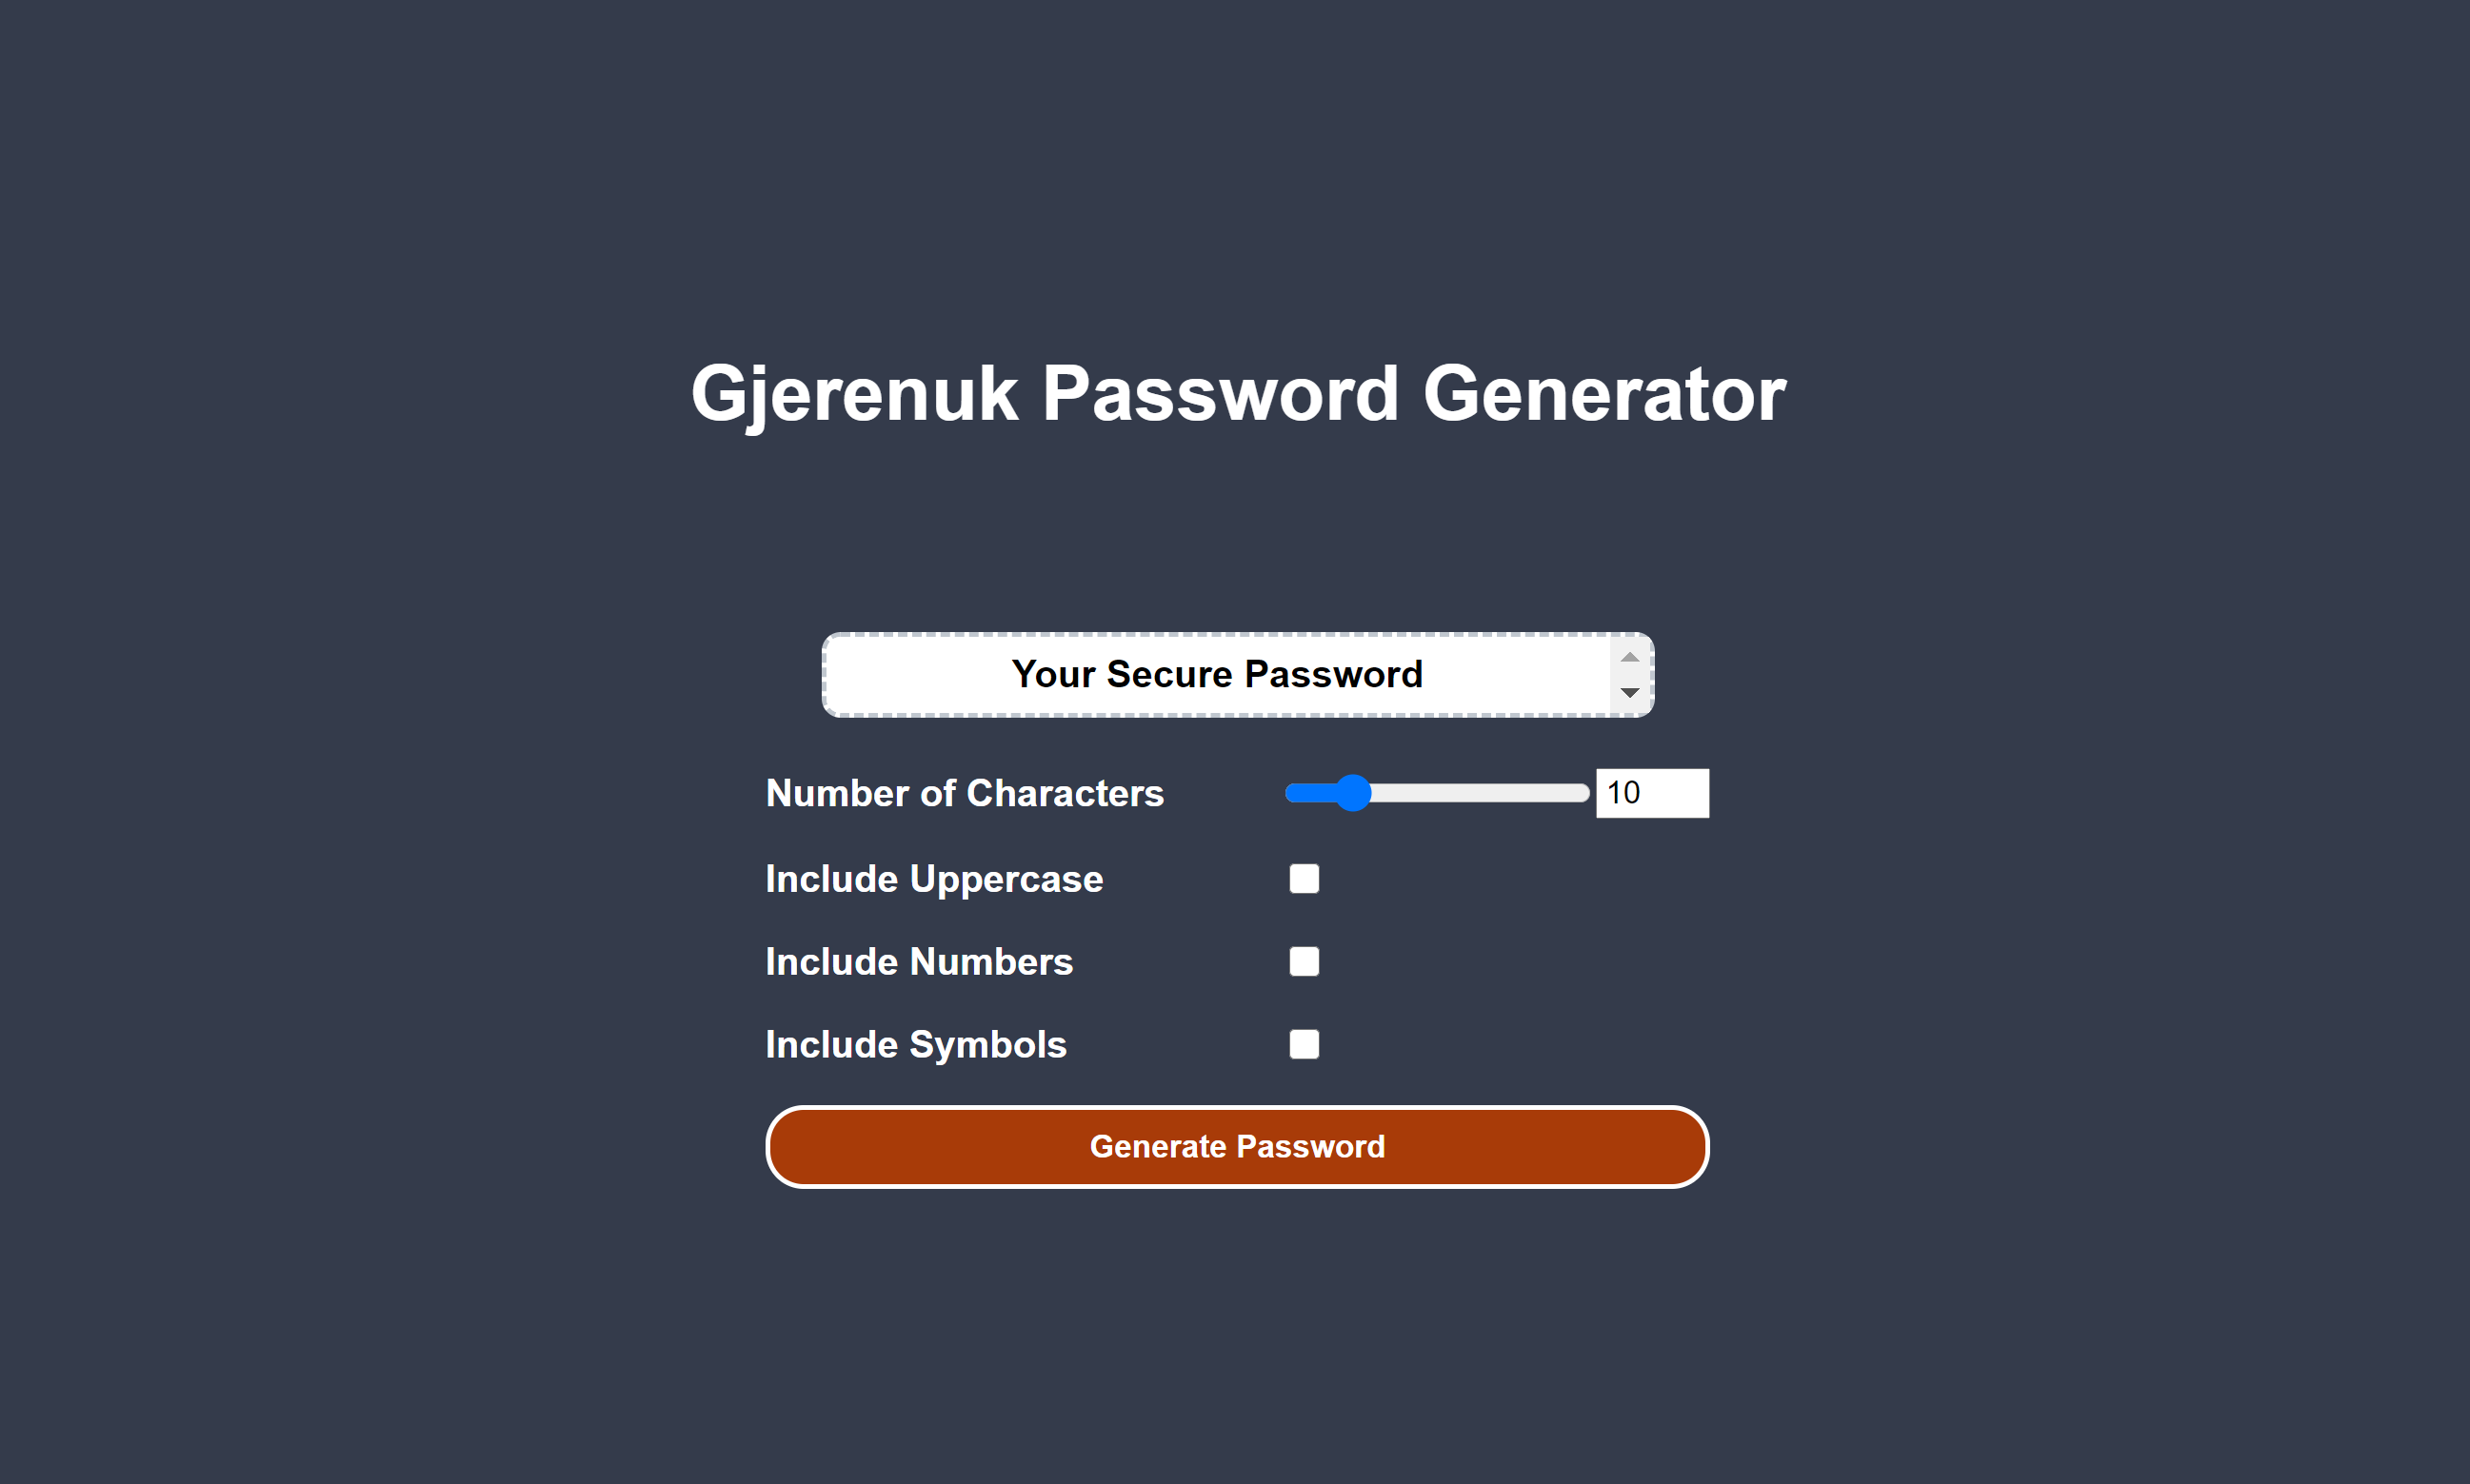 Gjerenuk Password Generator
Your Secure Password
Number of Characters 10
Include Uppercase
Include Numbers
Include Symbols
Generate Password